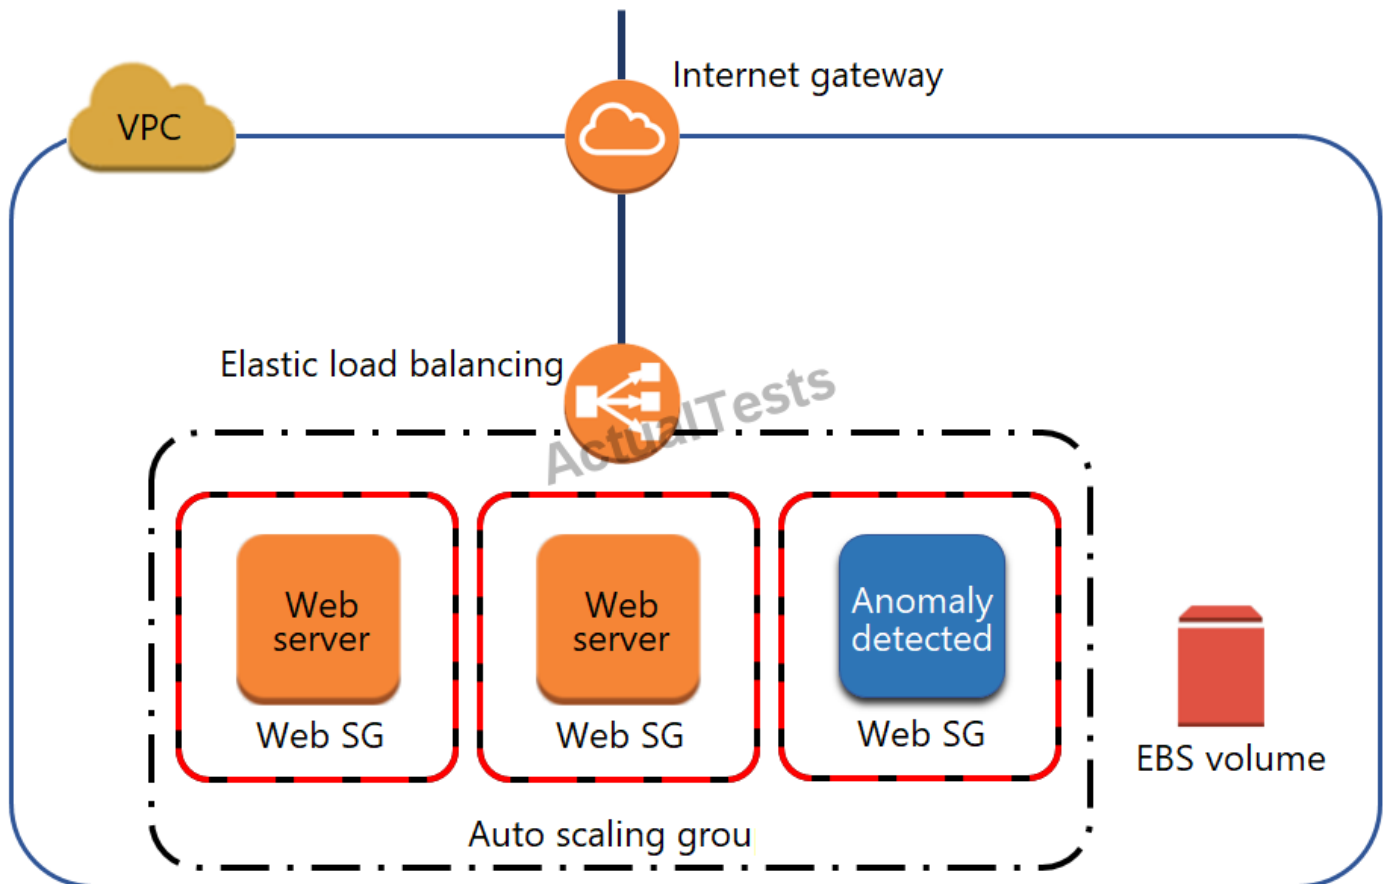 Internet gateway
VPC
Elastic load balancing
ActualTests
Web
server
Web SG
Web
server
Web SG
Anomaly
detected
Web SG
EBS volume
Auto scaling grou